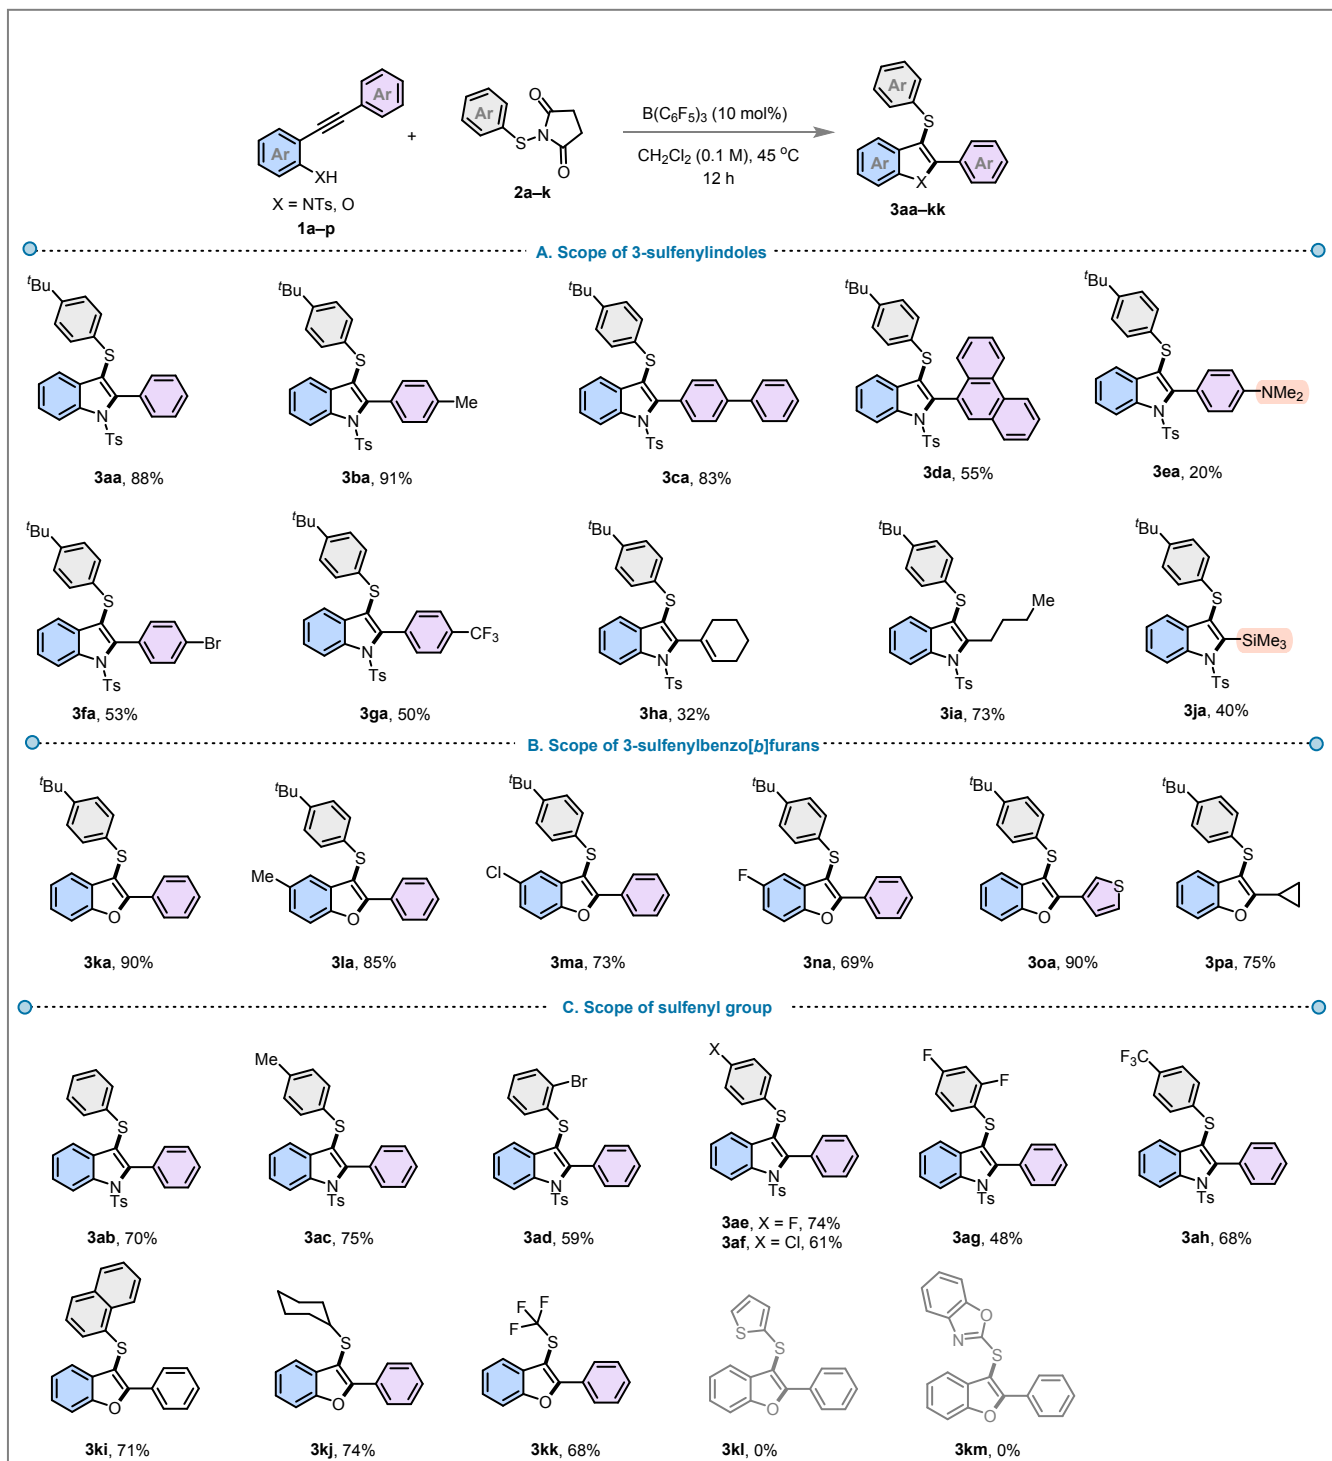 Ar
Ar
XH
X = NTs, O
1a–p
+
Ar
S
N
O
O
2a–k
B(C6F5)3 (10 mol%)
CH2Cl2 (0.1 M), 45 oC
12 h
Ar
S
Ar
X
Ar
3aa–kk
A. Scope of 3-sulfenylindoles
tBu
S
N
Ts
3aa, 88%
tBu
S
Me
N
Ts
3ba, 91%
tBu
S
N
Ts
3ca, 83%
tBu
S
N
Ts
3da, 55%
tBu
S
NMe2
N
Ts
3ea, 20%
tBu
S
Br
N
Ts
3fa, 53%
tBu
S
CF3
N
Ts
3ga, 50%
tBu
S
N
Ts
3ha, 32%
tBu
S
Me
N
Ts
3ia, 73%
tBu
S
SiMe3
N
Ts
3ja, 40%
B. Scope of 3-sulfenylbenzo[b]furans
tBu
S
O
3ka, 90%
tBu
S
Me
O
3la, 85%
tBu
S
Cl
O
3ma, 73%
tBu
S
F
O
3na, 69%
tBu
S
S
O
3oa, 90%
tBu
S
O
3pa, 75%
C. Scope of sulfenyl group
S
N
Ts
3ab, 70%
Me
S
N
Ts
3ac, 75%
Br
S
N
Ts
3ad, 59%
X
S
N
Ts
3ae, X = F, 74%
3af, X = Cl, 61%
F
F
S
N
Ts
3ag, 48%
F3C
S
N
Ts
3ah, 68%
S
O
3ki, 71%
S
O
3kj, 74%
F
F
F
S
O
3kk, 68%
S
S
O
3kl, 0%
O
N
S
O
3km, 0%